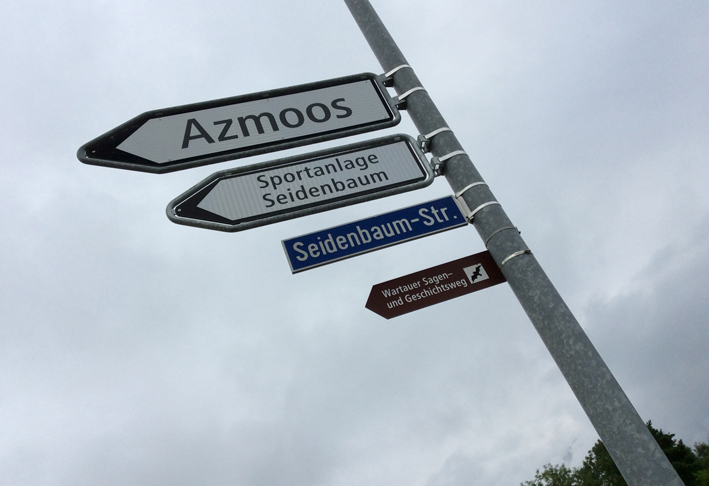 Azmoos
Sportanlage
Seidenbaum
Seidenbaum-Str.
Wartauer Sagen-
und Geschichtsweg